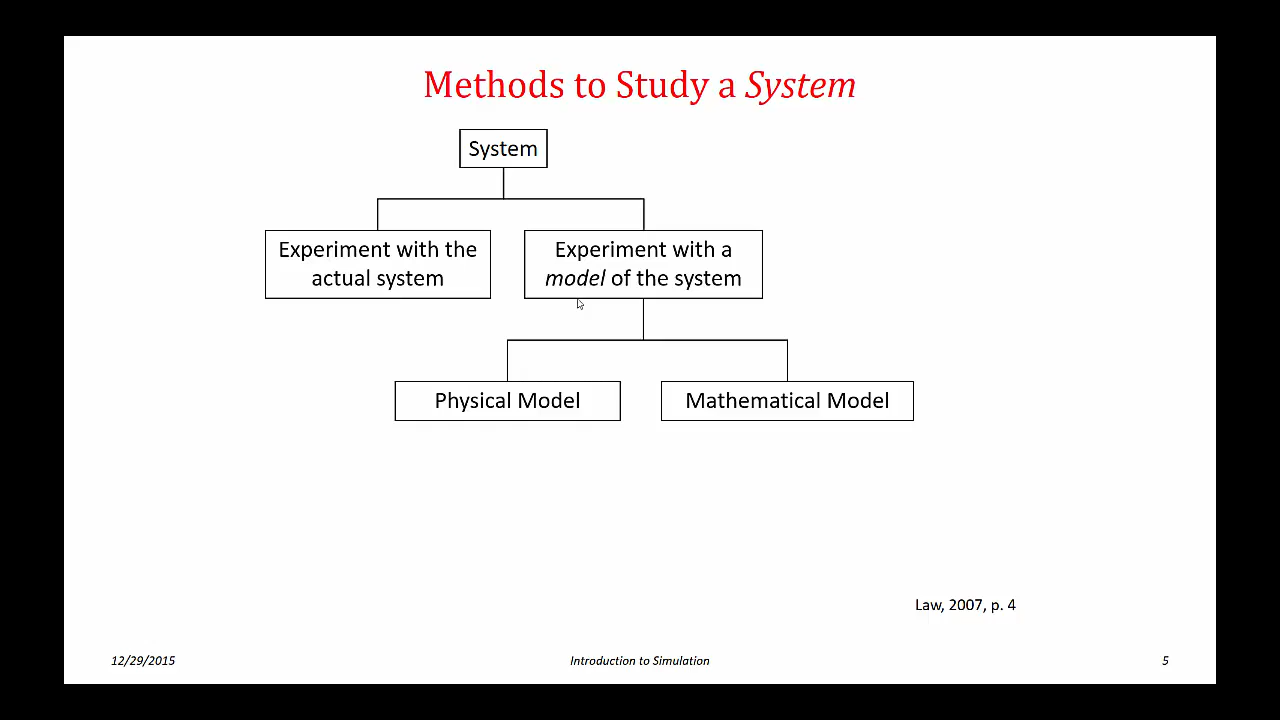 Methods to Study a System
System
Experiment with the
actual system
Experiment with a
model of the system
Physical Model
Mathematical Model
Law, 2007, p. 4
12/29/2015
Introduction to Simulation
5